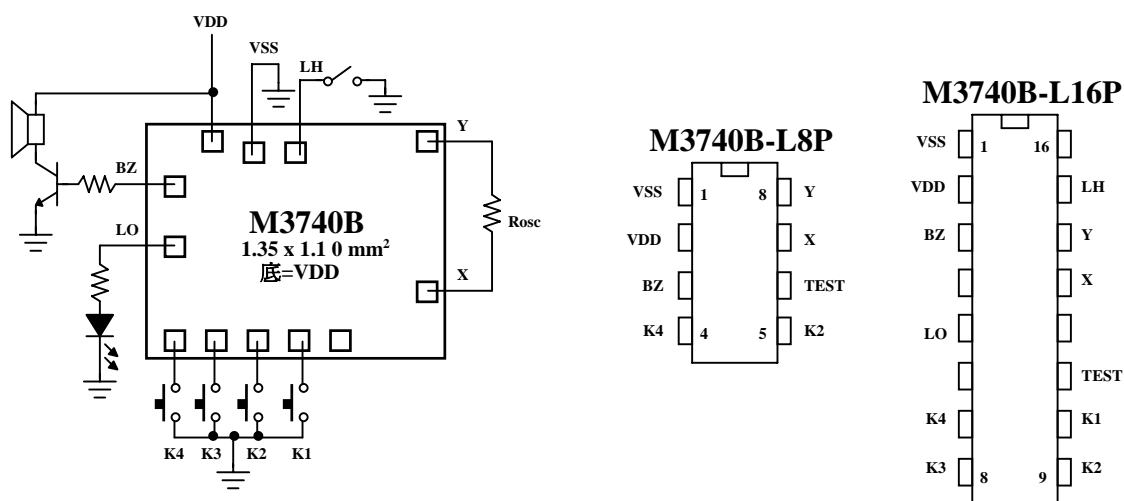 VDD
VSS
LH
Y
BZ
M3740B
1.35 x 1.1 0 mm²
底=VDD
Rosc
LO
X
K4 K3 K2 K1
M3740B-L8P
VSS 1 8 Y
VDD X
BZ TEST
K4 4 5 K2
M3740B-L16P
VSS 1 16
VDD LH
BZ Y
X
LO
TEST
K4 K1
K3 8 9 K2